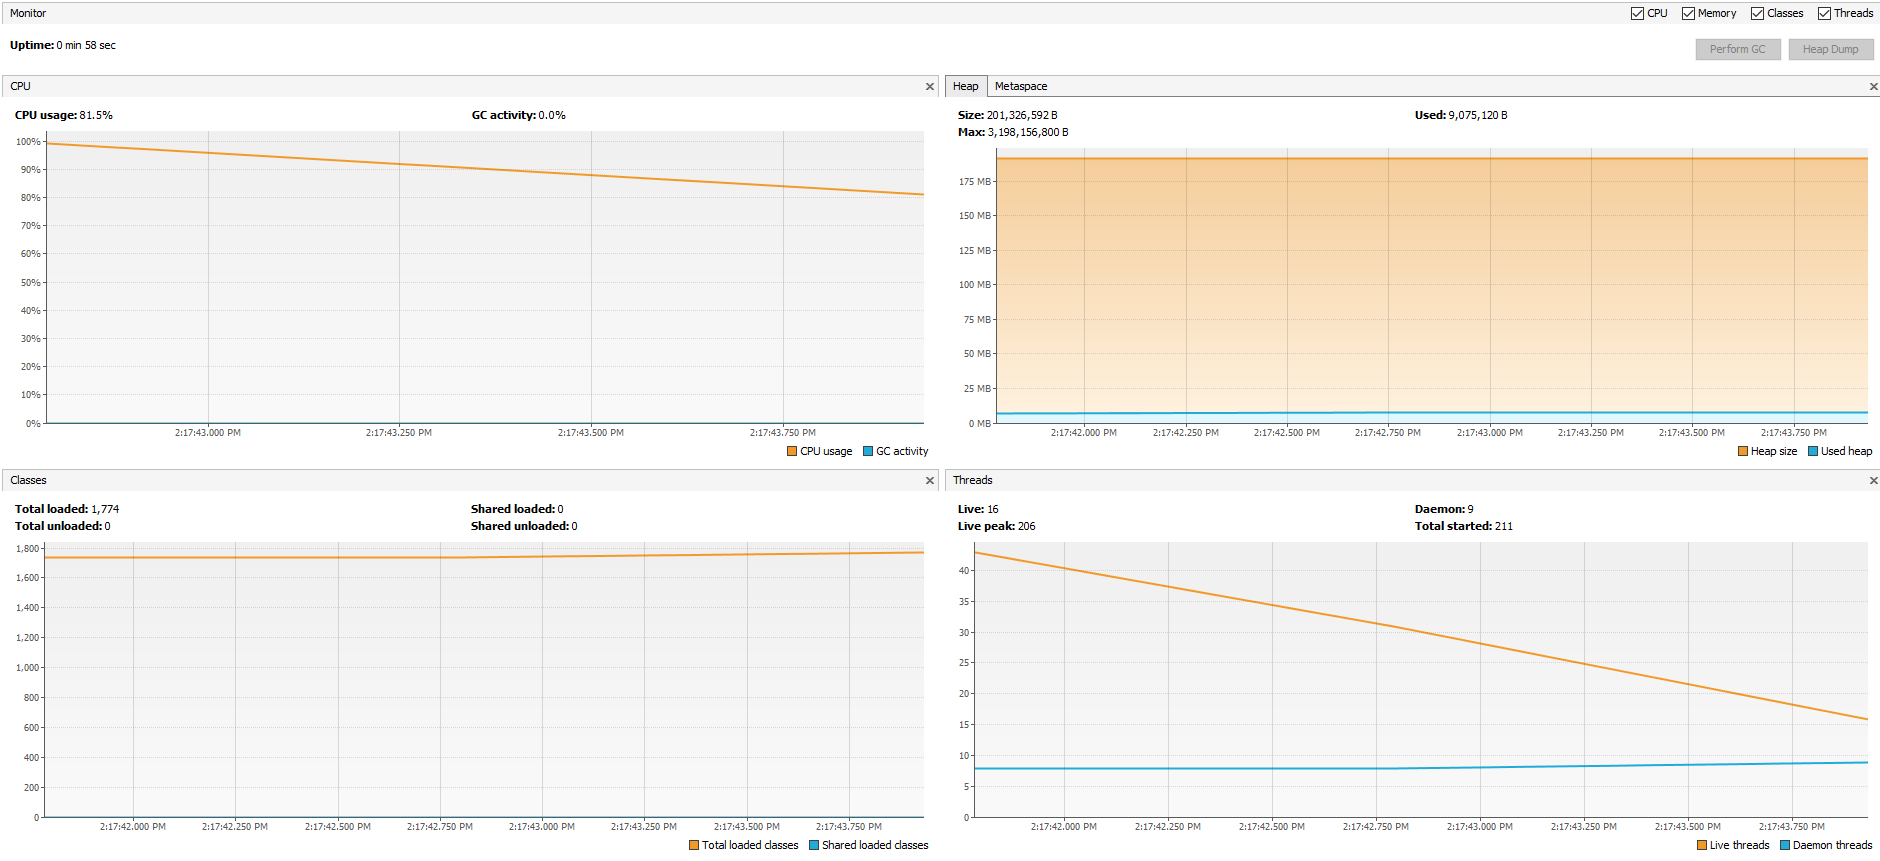 Monitor
CPU Memory Classes Threads
Uptime: 0 min 58 sec
Perform GC Heap Dump
CPU
CPU usage: 81.5% GC activity: 0.0%
100%
90%
80%
70%
60%
50%
40%
30%
20%
10%
0%
2:17:43.000 PM 2:17:43.250 PM 2:17:43.500 PM 2:17:43.750 PM
CPU usage GC activity
Heap Metaspace
Size: 201,326,592 B Used: 9,075,120 B
Max: 3,198,156,800 B
175 MB
150 MB
125 MB
100 MB
75 MB
50 MB
25 MB
0 MB
2:17:42.000 PM 2:17:42.250 PM 2:17:42.500 PM 2:17:42.750 PM 2:17:43.000 PM 2:17:43.250 PM 2:17:43.500 PM 2:17:43.750 PM
Heap size Used heap
Classes
Total loaded: 1,774 Shared loaded: 0
Total unloaded: 0 Shared unloaded: 0
1,800
1,600
1,400
1,200
1,000
800
600
400
200
0
2:17:42.000 PM 2:17:42.250 PM 2:17:42.500 PM 2:17:42.750 PM 2:17:43.000 PM 2:17:43.250 PM 2:17:43.500 PM 2:17:43.750 PM
Total loaded classes Shared loaded classes
Threads
Live: 16 Daemon: 9
Live peak: 206 Total started: 211
40
35
30
25
20
15
10
5
0
2:17:42.000 PM 2:17:42.250 PM 2:17:42.500 PM 2:17:42.750 PM 2:17:43.000 PM 2:17:43.250 PM 2:17:43.500 PM 2:17:43.750 PM
Live threads Daemon threads